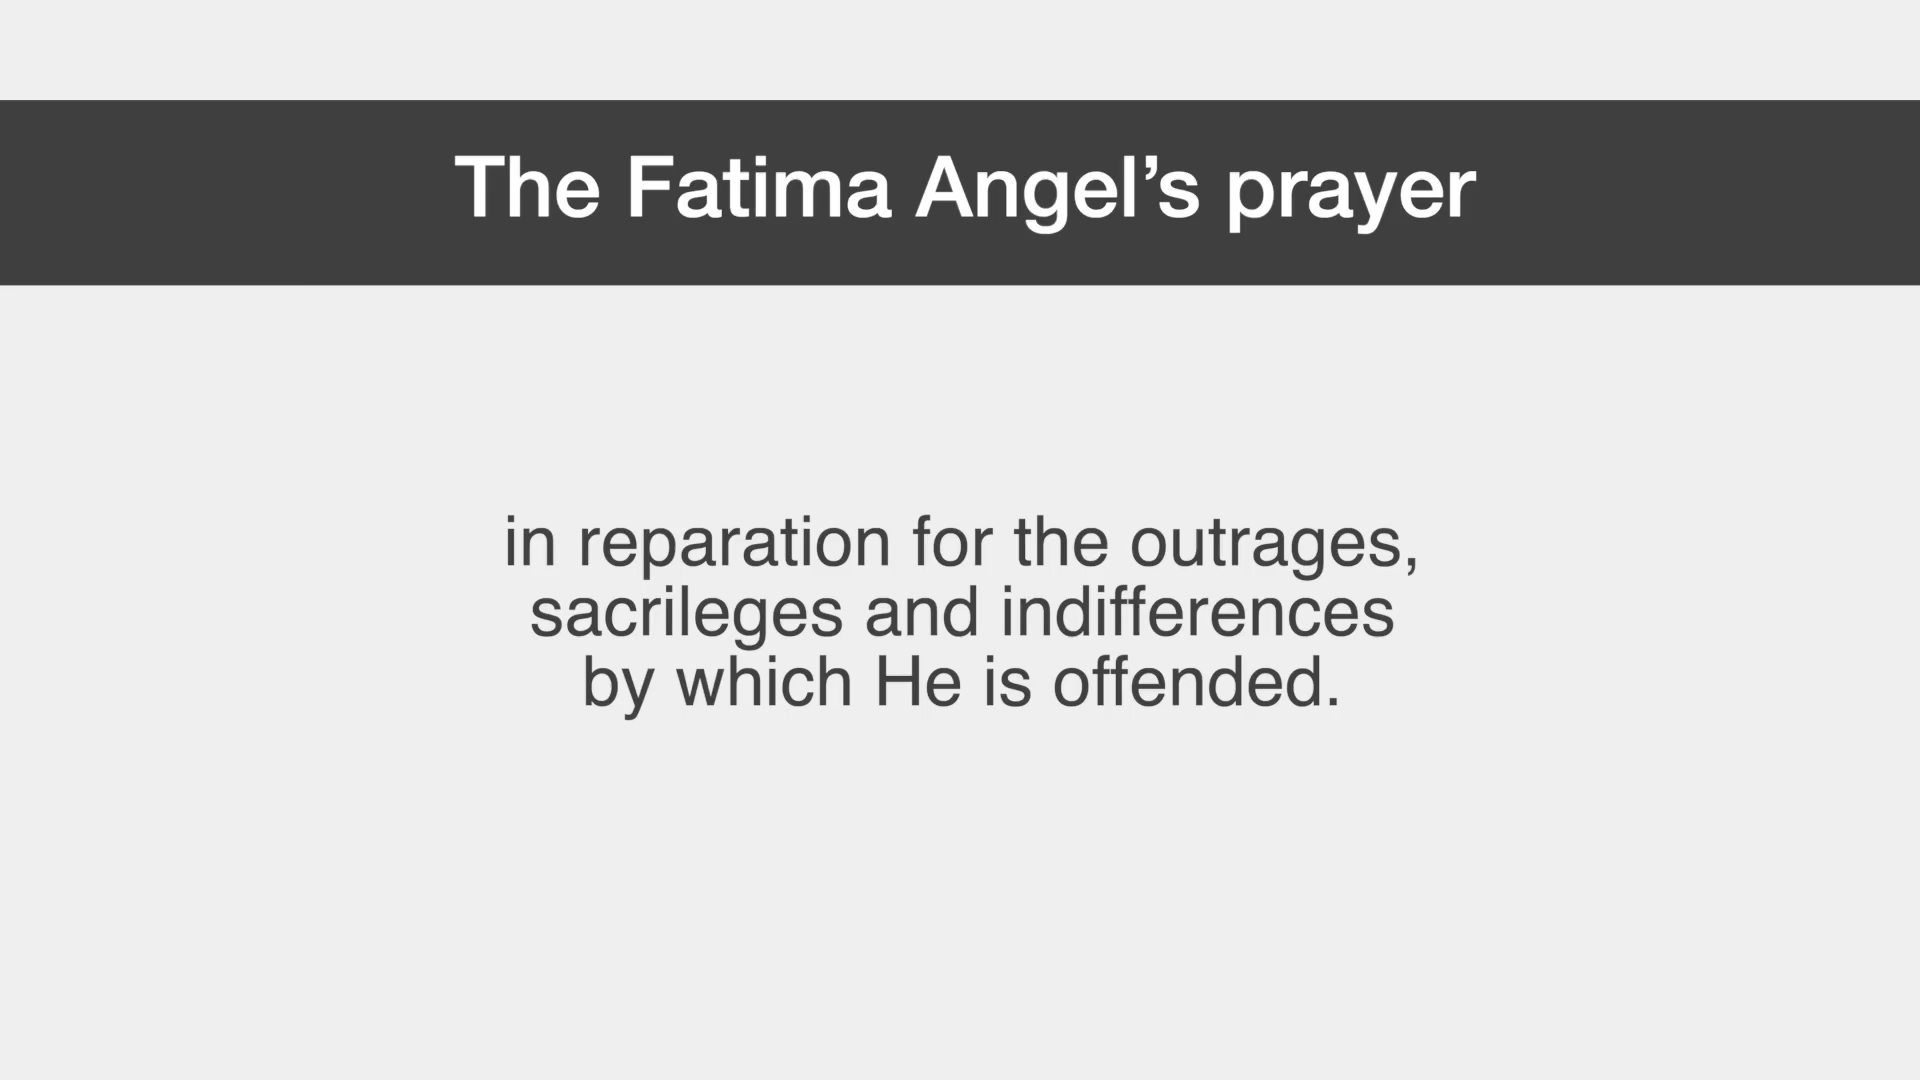 The Fatima Angel’s prayer
in reparation for the outrages,
sacrileges and indifferences
by which He is offended.